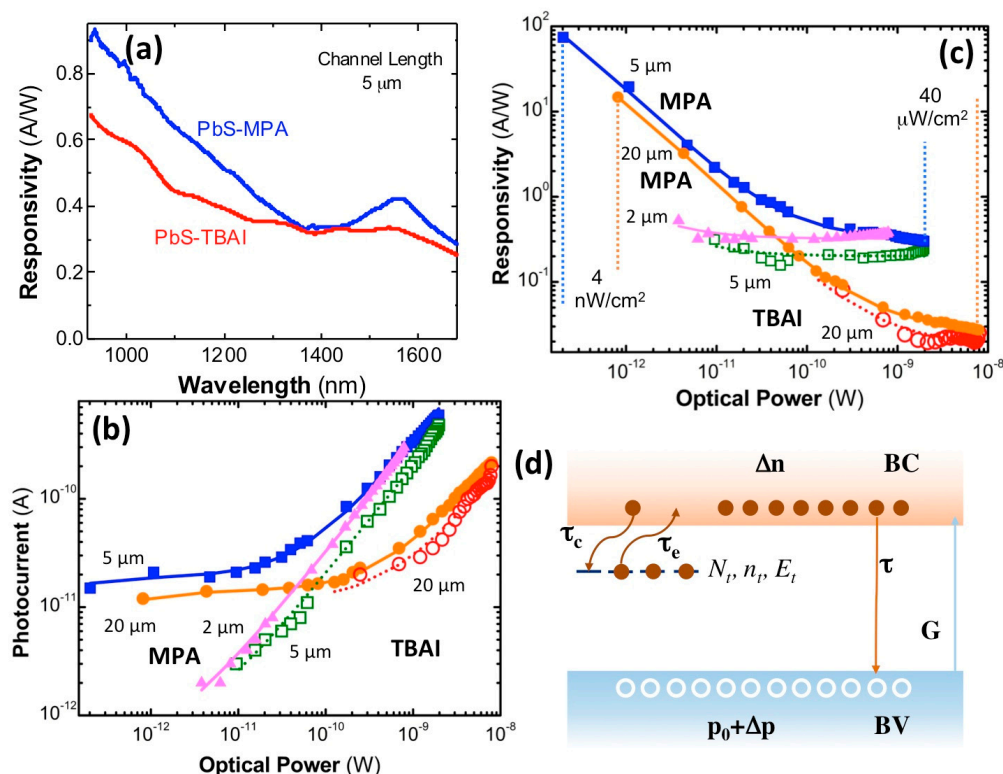 (a)
Channel Length
5 μm
PbS-MPA
PbS-TBAI
Responsivity (A/W)
0.8
0.6
0.4
0.2
0.0
1000 1200 1400 1600
Wavelength (nm)
(b)
Photocurrent (A)
10⁻¹⁰
10⁻¹¹
10⁻¹²
5 μm
20 μm
2 μm
MPA
5 μm
20 μm
TBAI
10⁻¹² 10⁻¹¹ 10⁻¹⁰ 10⁻⁹ 10⁻⁸
Optical Power (W)
(c)
Responsivity (A/W)
10²
10¹
10⁰
10⁻¹
5 μm
MPA
20 μm
MPA
2 μm
40
μW/cm²
4
nW/cm²
5 μm
TBAI
20 μm
10⁻¹² 10⁻¹¹ 10⁻¹⁰ 10⁻⁹ 10⁻⁸
Optical Power (W)
(d)
Δn BC
τc τe
Nt, nt, Et
τ
G
p₀+Δp BV